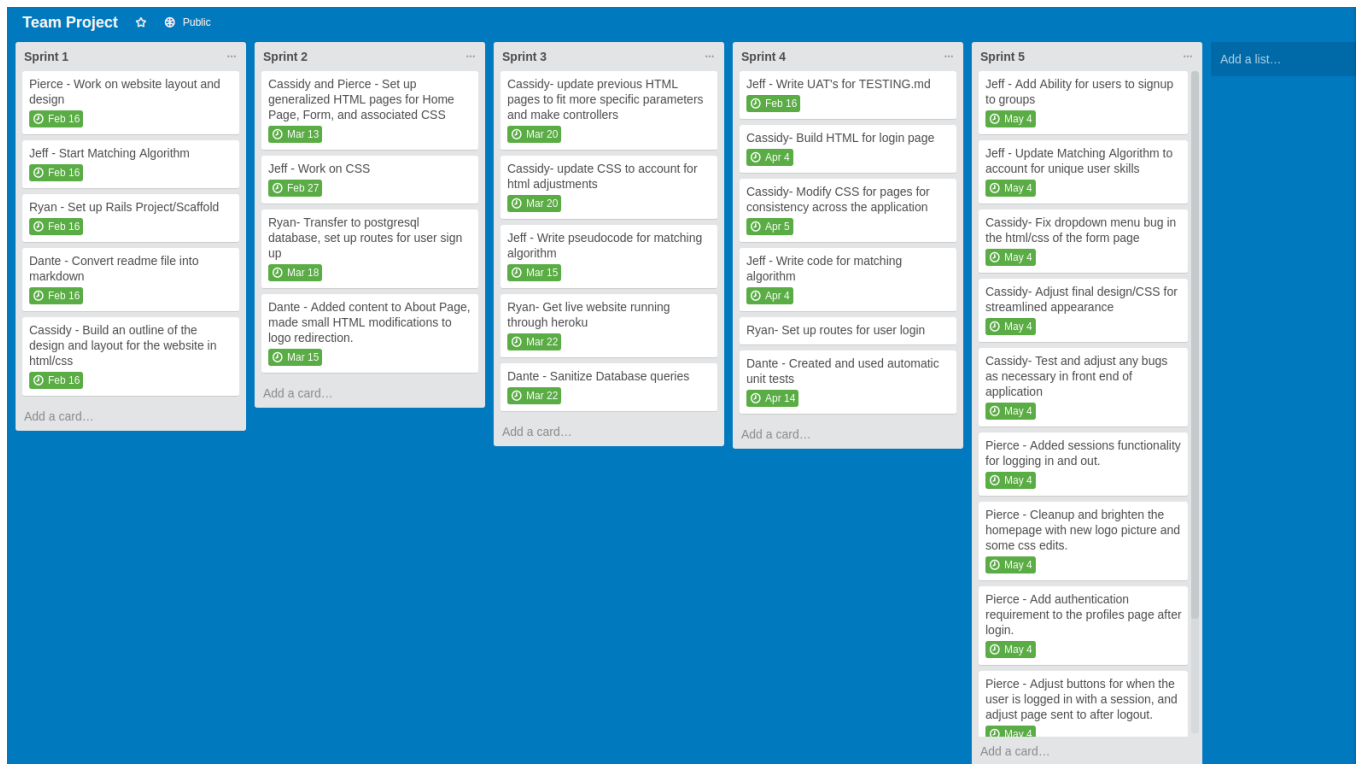 Team Project
Public
Sprint 1
Pierce - Work on website layout and
design
Feb 16
Jeff - Start Matching Algorithm
Feb 16
Ryan - Set up Rails Project/Scaffold
Feb 16
Dante - Convert readme file into
markdown
Feb 16
Cassidy - Build an outline of the
design and layout for the website in
html/css
Feb 16
Add a card…
Sprint 2
Cassidy and Pierce - Set up
generalized HTML pages for Home
Page, Form, and associated CSS
Mar 13
Jeff - Work on CSS
Feb 27
Ryan- Transfer to postgresql
database, set up routes for user sign
up
Mar 18
Dante - Added content to About Page,
made small HTML modifications to
logo redirection.
Mar 15
Add a card…
Sprint 3
Cassidy- update previous HTML
pages to fit more specific parameters
and make controllers
Mar 20
Cassidy- update CSS to account for
html adjustments
Mar 20
Jeff - Write pseudocode for matching
algorithm
Mar 15
Ryan- Get live website running
through heroku
Mar 22
Dante - Sanitize Database queries
Mar 22
Add a card…
Sprint 4
Jeff - Write UAT's for TESTING.md
Feb 16
Cassidy- Build HTML for login page
Apr 4
Cassidy- Modify CSS for pages for
consistency across the application
Apr 5
Jeff - Write code for matching
algorithm
Apr 4
Ryan- Set up routes for user login
Dante - Created and used automatic
unit tests
Apr 14
Add a card…
Sprint 5
Jeff - Add Ability for users to signup
to groups
May 4
Jeff - Update Matching Algorithm to
account for unique user skills
May 4
Cassidy- Fix dropdown menu bug in
the html/css of the form page
May 4
Cassidy- Adjust final design/CSS for
streamlined appearance
May 4
Cassidy- Test and adjust any bugs
as necessary in front end of
application
May 4
Pierce - Added sessions functionality
for logging in and out.
May 4
Pierce - Cleanup and brighten the
homepage with new logo picture and
some css edits.
May 4
Pierce - Add authentication
requirement to the profiles page after
login.
May 4
Pierce - Adjust buttons for when the
user is logged in with a session, and
adjust page sent to after logout.
May 4
Add a card…
Add a list…